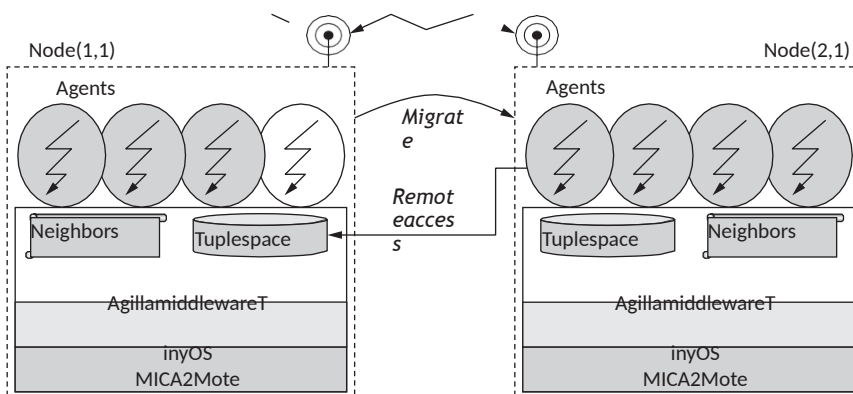 Node(1,1)
Node(2,1)
Agents
Agents
Migrat
e
Remot
eacces
s
Neighbors
Tuplespace
Tuplespace
Neighbors
AgillamiddlewareT
inyOS
MICA2Mote
AgillamiddlewareT
inyOS
MICA2Mote